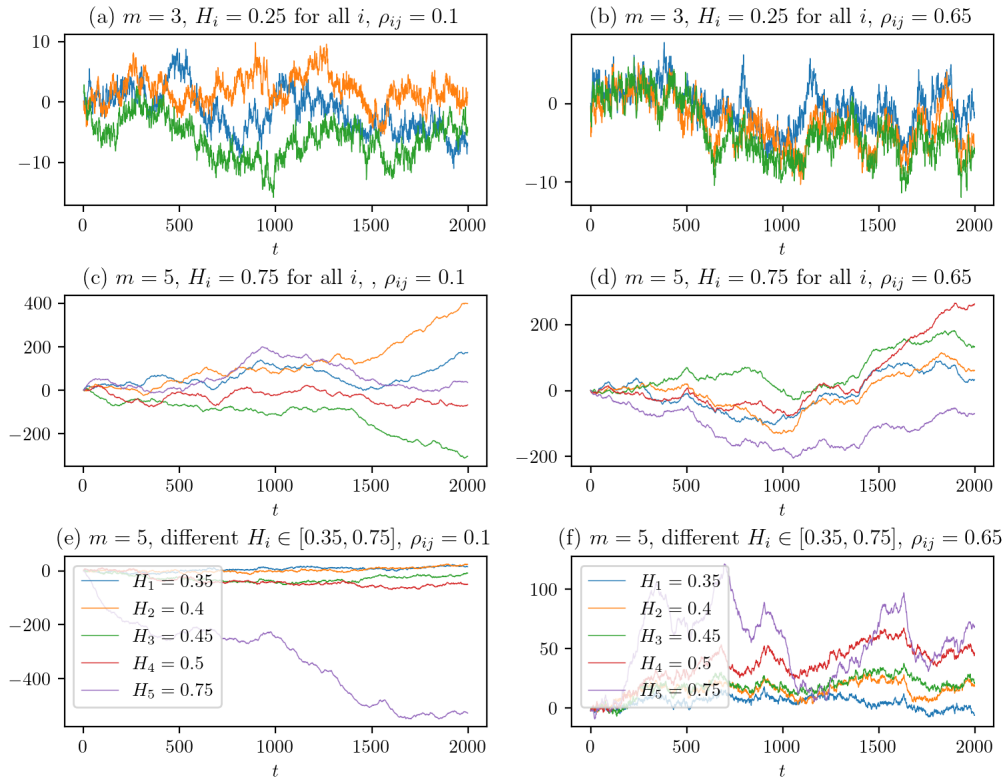 (a) m = 3, H_i = 0.25 for all i, ρ_ij = 0.1
10
0
−10
0 500 1000 1500 2000
t
(b) m = 3, H_i = 0.25 for all i, ρ_ij = 0.65
0
−10
0 500 1000 1500 2000
t
(c) m = 5, H_i = 0.75 for all i, , ρ_ij = 0.1
400
200
0
−200
0 500 1000 1500 2000
t
(d) m = 5, H_i = 0.75 for all i, ρ_ij = 0.65
200
0
−200
0 500 1000 1500 2000
t
(e) m = 5, different H_i ∈ [0.35, 0.75], ρ_ij = 0.1
0
−200
−400
H_1 = 0.35
H_2 = 0.4
H_3 = 0.45
H_4 = 0.5
H_5 = 0.75
0 500 1000 1500 2000
t
(f) m = 5, different H_i ∈ [0.35, 0.75], ρ_ij = 0.65
100
50
0
H_1 = 0.35
H_2 = 0.4
H_3 = 0.45
H_4 = 0.5
H_5 = 0.75
0 500 1000 1500 2000
t